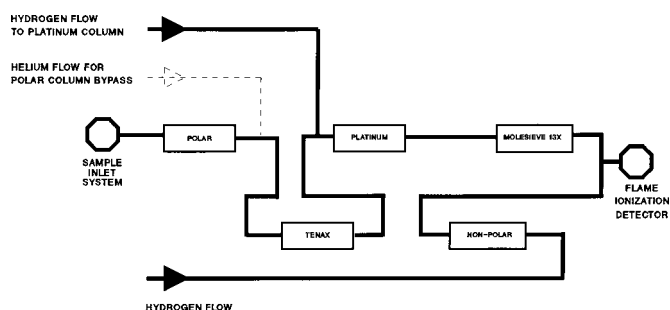 HYDROGEN FLOW
TO PLATINUM COLUMN
HELIUM FLOW FOR
POLAR COLUMN BYPASS
POLAR
PLATINUM
MOLESIEVE 13X
SAMPLE
INLET
SYSTEM
FLAME
IONIZATION
DETECTOR
TENAX
NON-POLAR
HYDROGEN FLOW